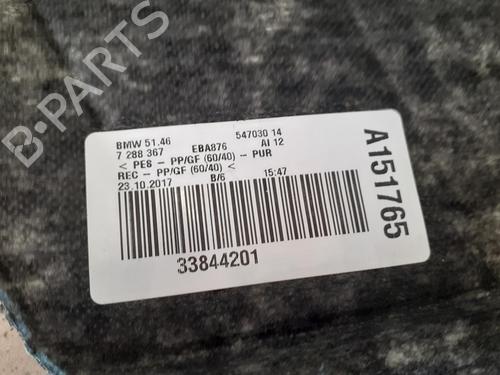 BMW 51.46 547030 14
7 288 367 EBA876 AI 12
< PES - PP/GF (60/40) - PUR
REC - PP/GF (60/40) <
23.10.2017 B/6 15:47
33844201
A151765
B-PARTS